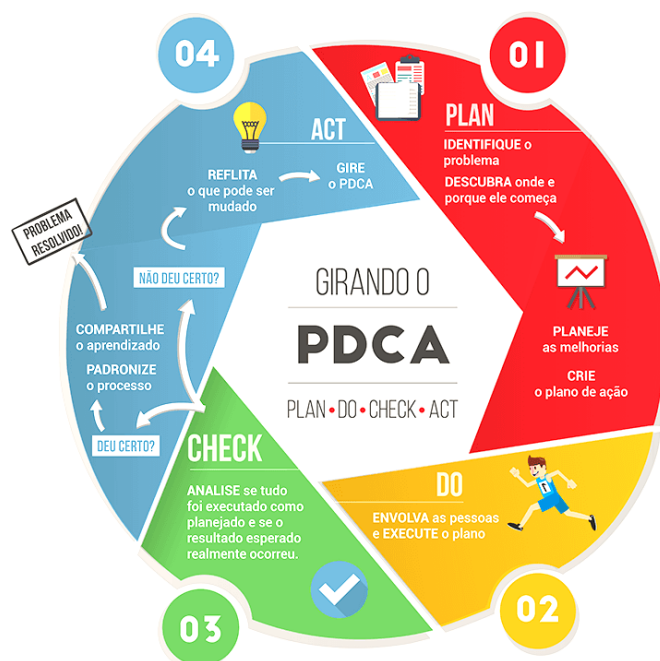 01
PLAN
IDENTIFIQUE o
problema
DESCUBRA onde e
porque ele começa
PLANEJE
as melhorias
CRIE
o plano de ação
02
DO
ENVOLVA as pessoas
e EXECUTE o plano
03
CHECK
ANALISE se tudo
foi executado como
planejado e se o
resultado esperado
realmente ocorreu.
04
ACT
REFLITA
o que pode ser
mudado
GIRE
o PDCA
NÃO DEU CERTO?
DEU CERTO?
PADRONIZE
o processo
COMPARTILHE
o aprendizado
PROBLEMA
RESOLVIDO!
GIRANDO O
PDCA
PLAN • DO • CHECK • ACT